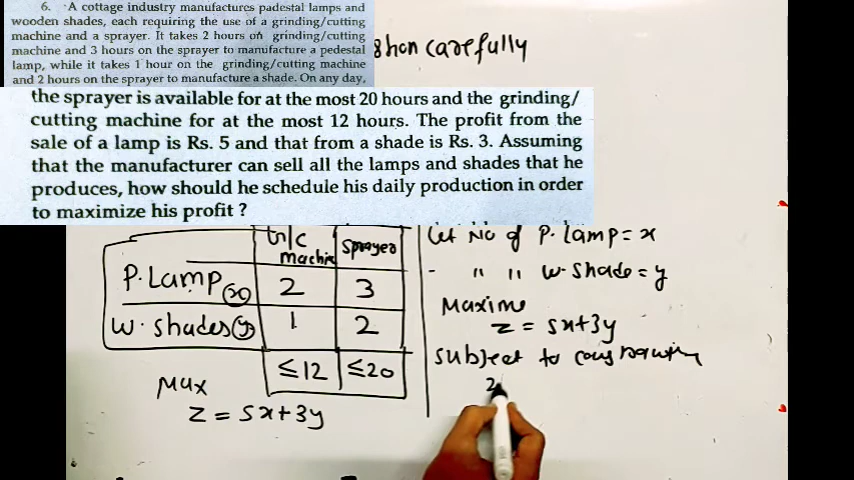 6. A cottage industry manufactures padestal lamps and
wooden shades, each requiring the use of a grinding/cutting
machine and a sprayer. It takes 2 hours on grinding/cutting
machine and 3 hours on the sprayer to manufacture a pedestal
lamp, while it takes 1 hour on the grinding/cutting machine
and 2 hours on the sprayer to manufacture a shade. On any day,
the sprayer is available for at the most 20 hours and the grinding/
cutting machine for at the most 12 hours. The profit from the
sale of a lamp is Rs. 5 and that from a shade is Rs. 3. Assuming
that the manufacturer can sell all the lamps and shades that he
produces, how should he schedule his daily production in order
to maximize his profit ?
carefully
G/C machin Sprayer
P. Lamp (x) 2 3
W. shades (y) 1 2
≤12 ≤20
Max
Z = 5x+3y
Let No of P. Lamp = x
- " " W. Shade = y
Maximi
Z = 5x+3y
Subject to
2